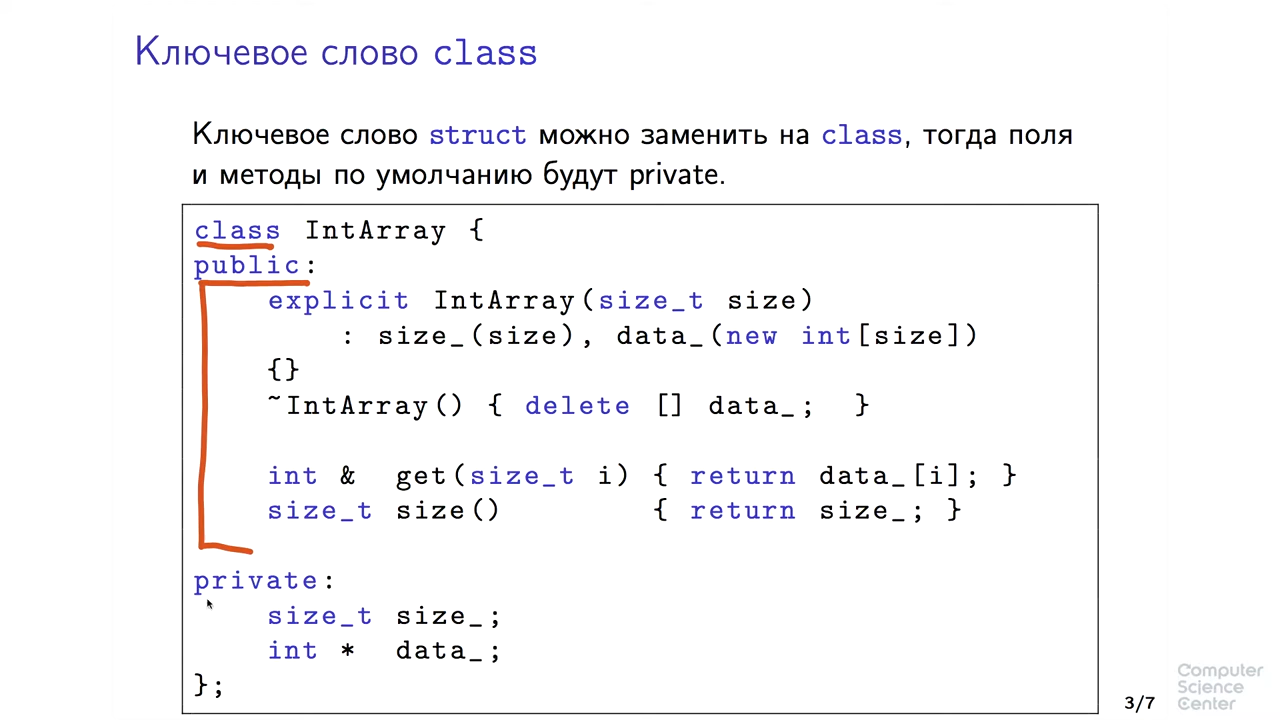 Ключевое слово class
Ключевое слово struct можно заменить на class, тогда поля
и методы по умолчанию будут private.
class IntArray {
public:
    explicit IntArray(size_t size)
        : size_(size), data_(new int[size])
    {}
    ~IntArray() { delete [] data_;  }

    int &  get(size_t i) { return data_[i]; }
    size_t size()        { return size_; }

private:
    size_t size_;
    int *  data_;
};
3/7
Computer
Science
Center